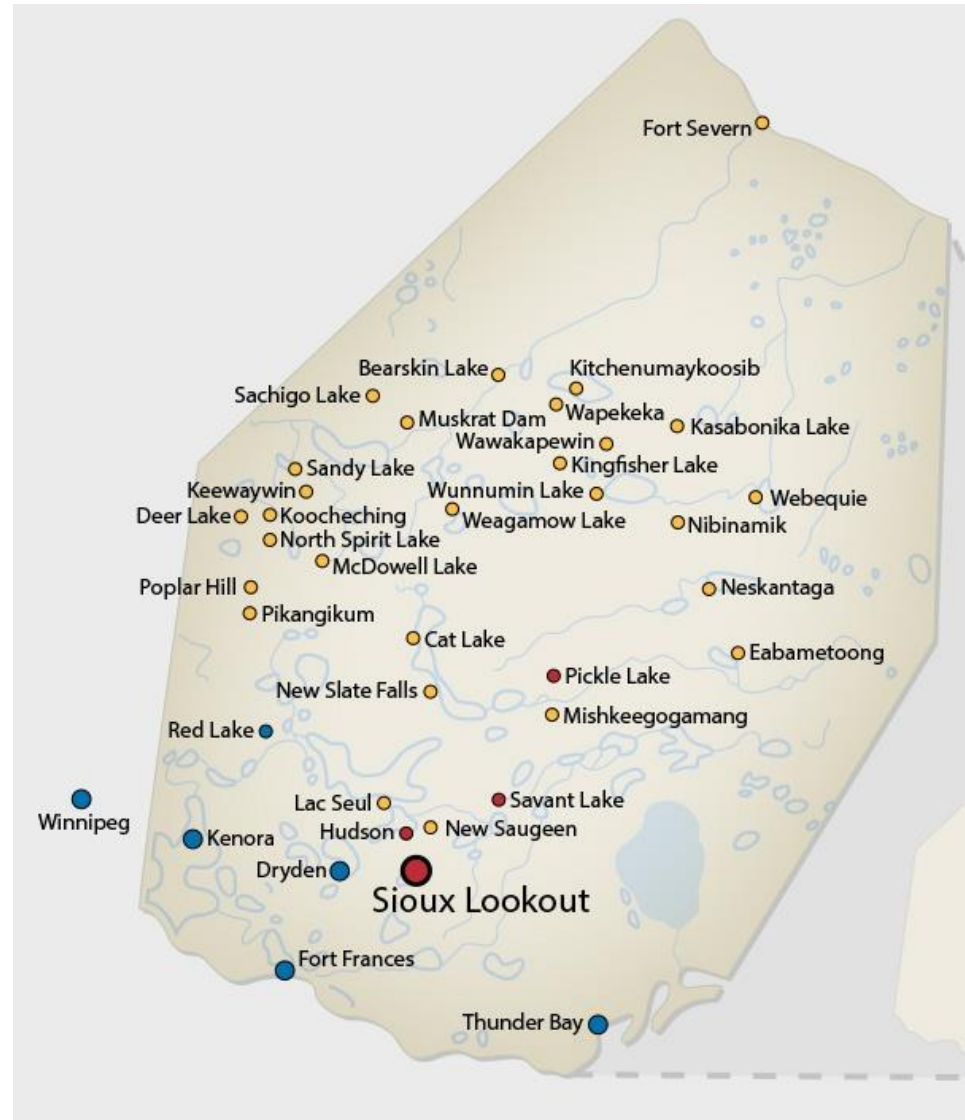 Fort Severn
Bearskin Lake
Kitchenumaykoosib
Sachigo Lake
Wapekeka
Muskrat Dam
Kasabonika Lake
Wawakapewin
Sandy Lake
Kingfisher Lake
Keewaywin
Wunnumin Lake
Webequie
Deer Lake
Koocheching
Weagamow Lake
Nibinamik
North Spirit Lake
McDowell Lake
Poplar Hill
Neskantaga
Pikangikum
Cat Lake
Eabametoong
Pickle Lake
New Slate Falls
Mishkeegogamang
Red Lake
Lac Seul
Savant Lake
Winnipeg
Hudson
New Saugeen
Kenora
Dryden
Sioux Lookout
Fort Frances
Thunder Bay